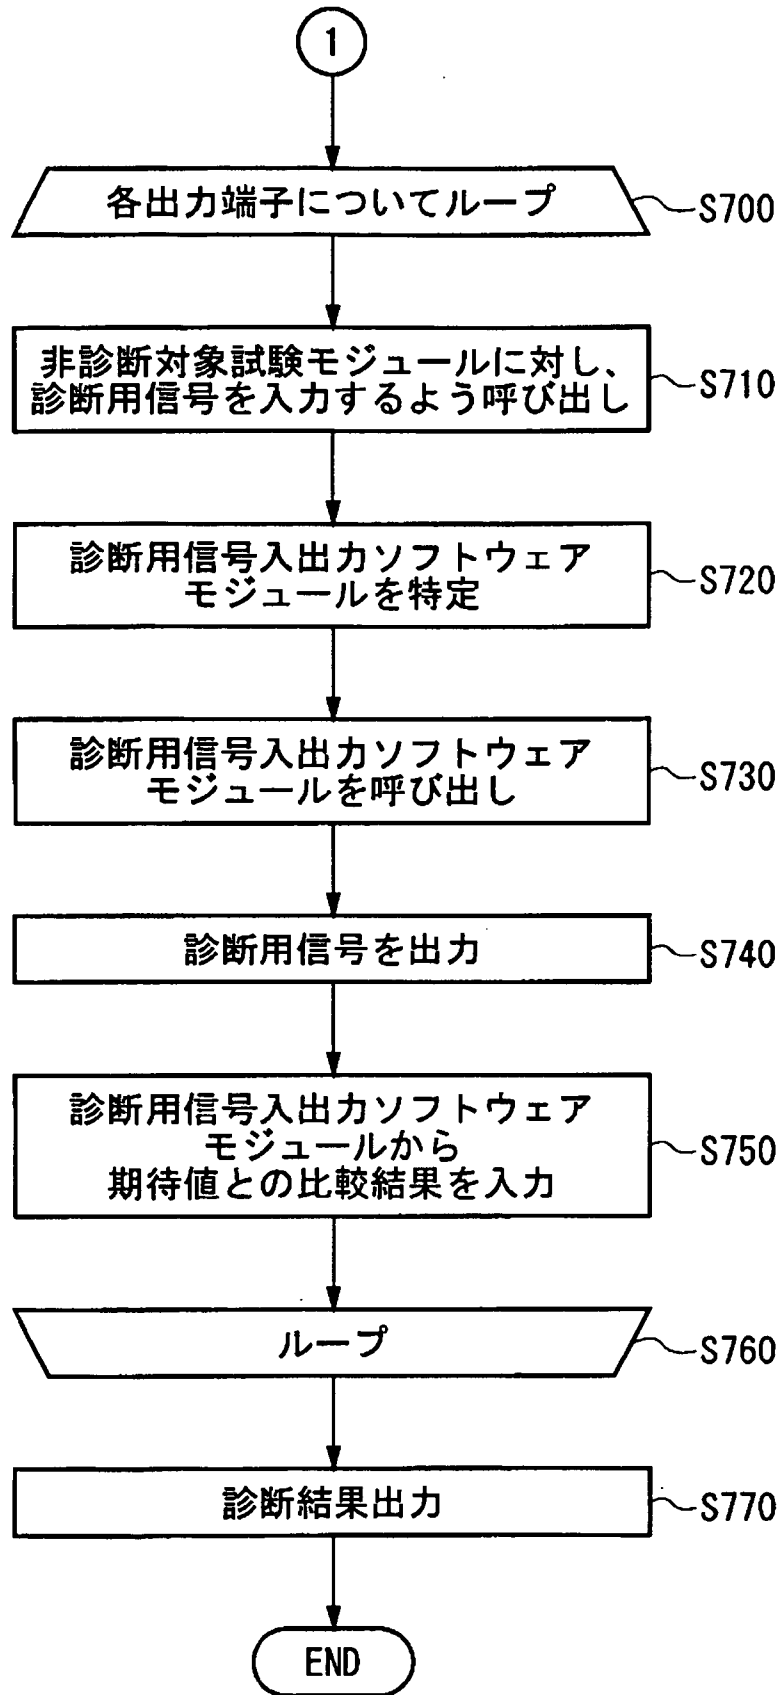 1
各出力端子についてループ
S700
非診断対象試験モジュールに対し、
診断用信号を入力するよう呼び出し
S710
診断用信号入出力ソフトウェア
モジュールを特定
S720
診断用信号入出力ソフトウェア
モジュールを呼び出し
S730
診断用信号を出力
S740
診断用信号入出力ソフトウェア
モジュールから
期待値との比較結果を入力
S750
ループ
S760
診断結果出力
S770
END